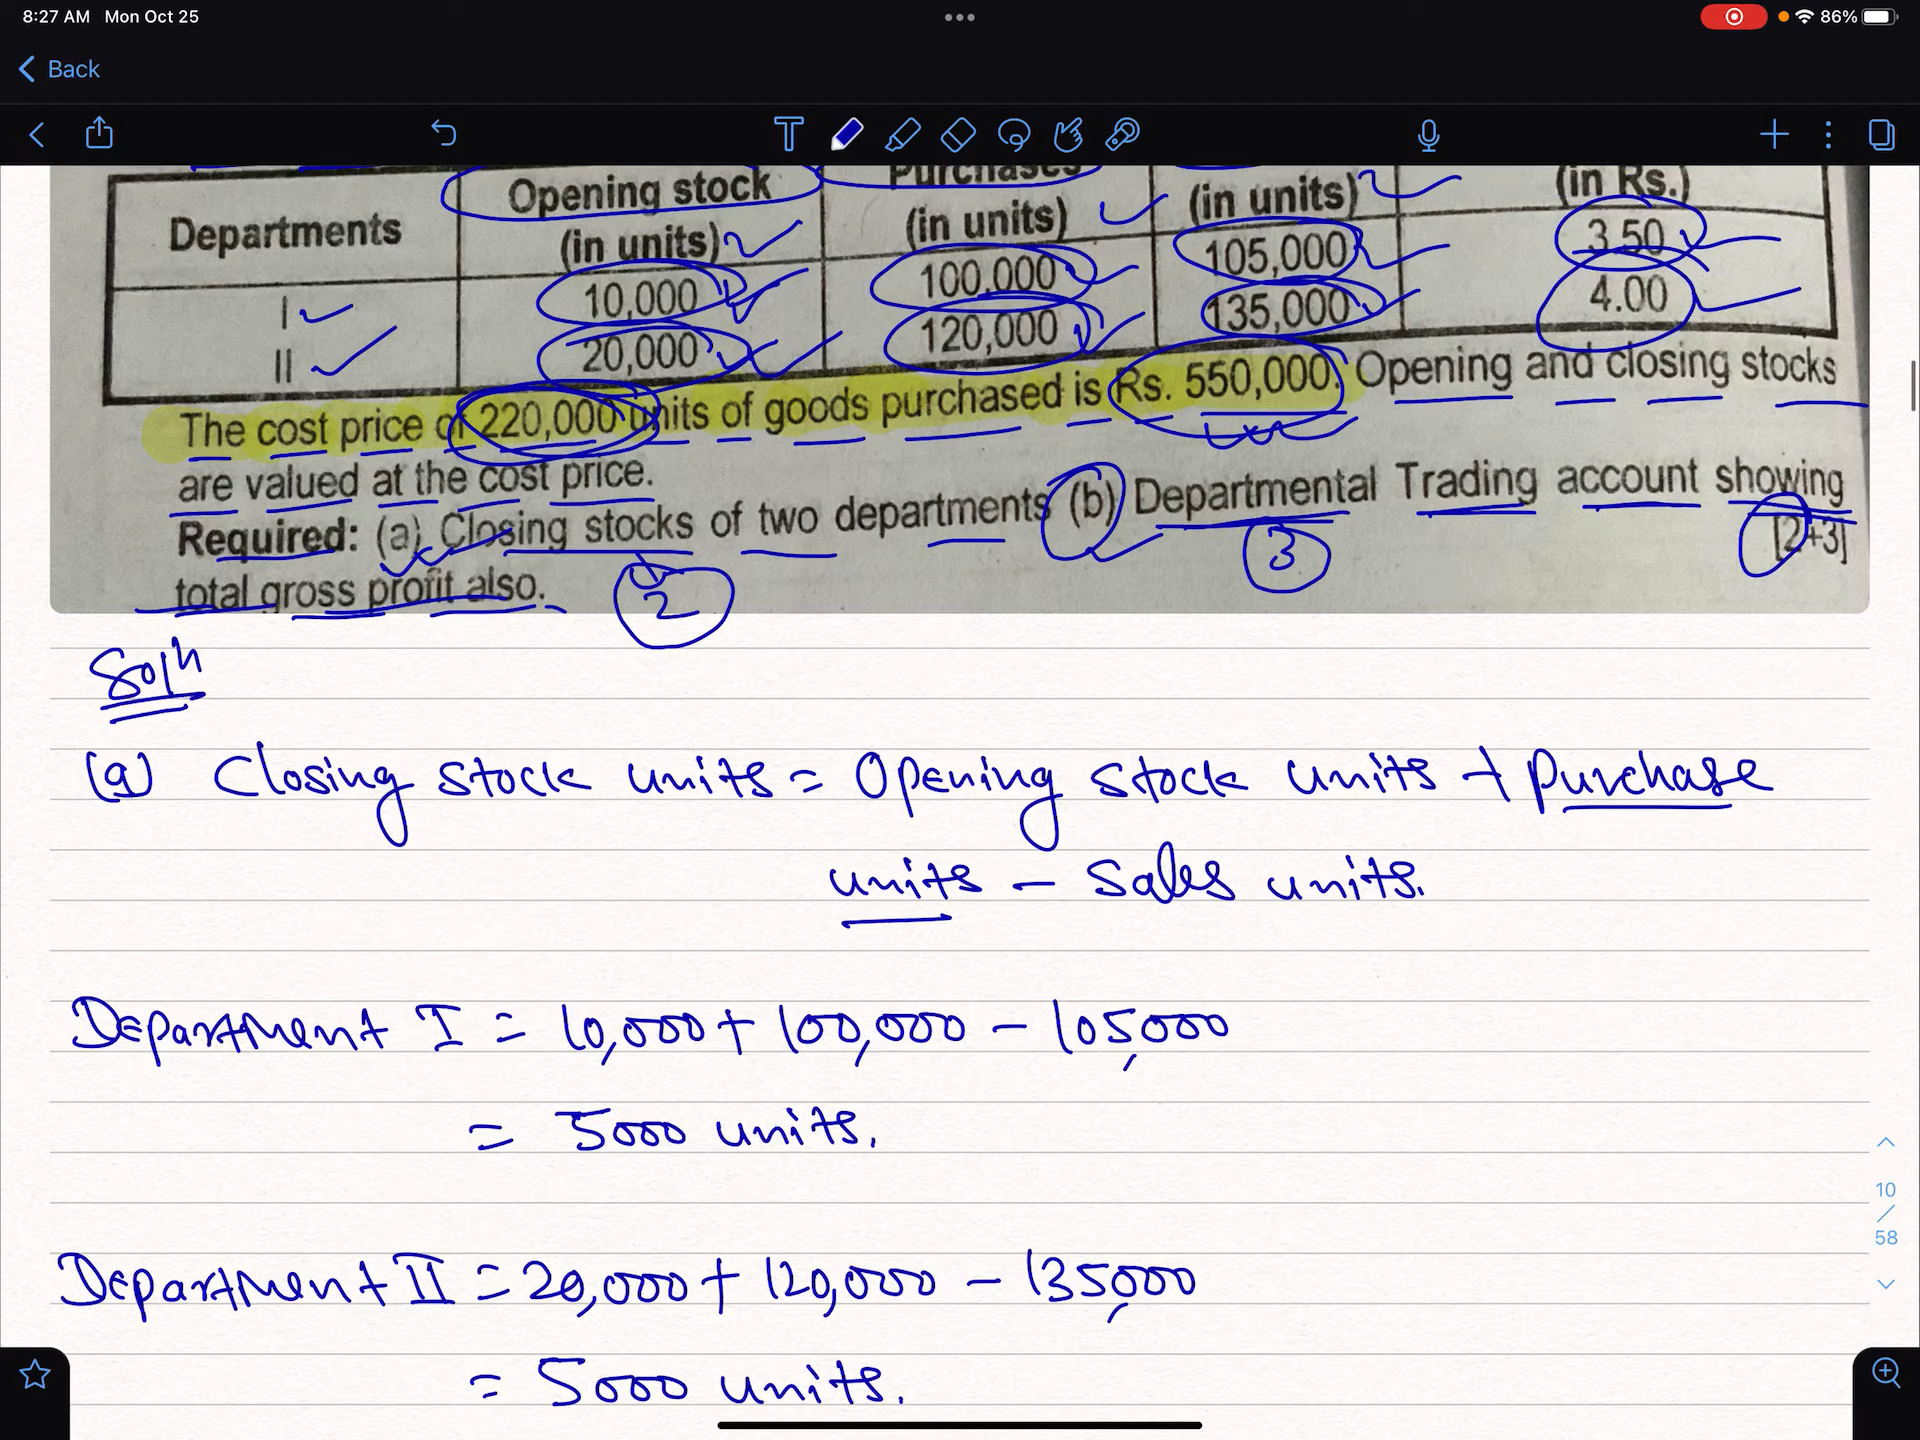 8:27 AM Mon Oct 25
86%
Back
Departments
Opening stock
(in units)
Purchases
(in units)
(in units)
(in Rs.)
I 10,000 100,000 105,000 3.50
II 20,000 120,000 135,000 4.00
The cost price of 220,000 units of goods purchased is Rs. 550,000. Opening and closing stocks
are valued at the cost price.
Required: (a) Closing stocks of two departments (b) Departmental Trading account showing
total gross profit also. [2+3]
2
3
Soln
(a) Closing stock units = Opening stock units + Purchase
units - Sales units.
Department I = 10,000 + 100,000 - 105,000
= 5000 units.
Department II = 20,000 + 120,000 - 135,000
= 5000 units.
10
/
58